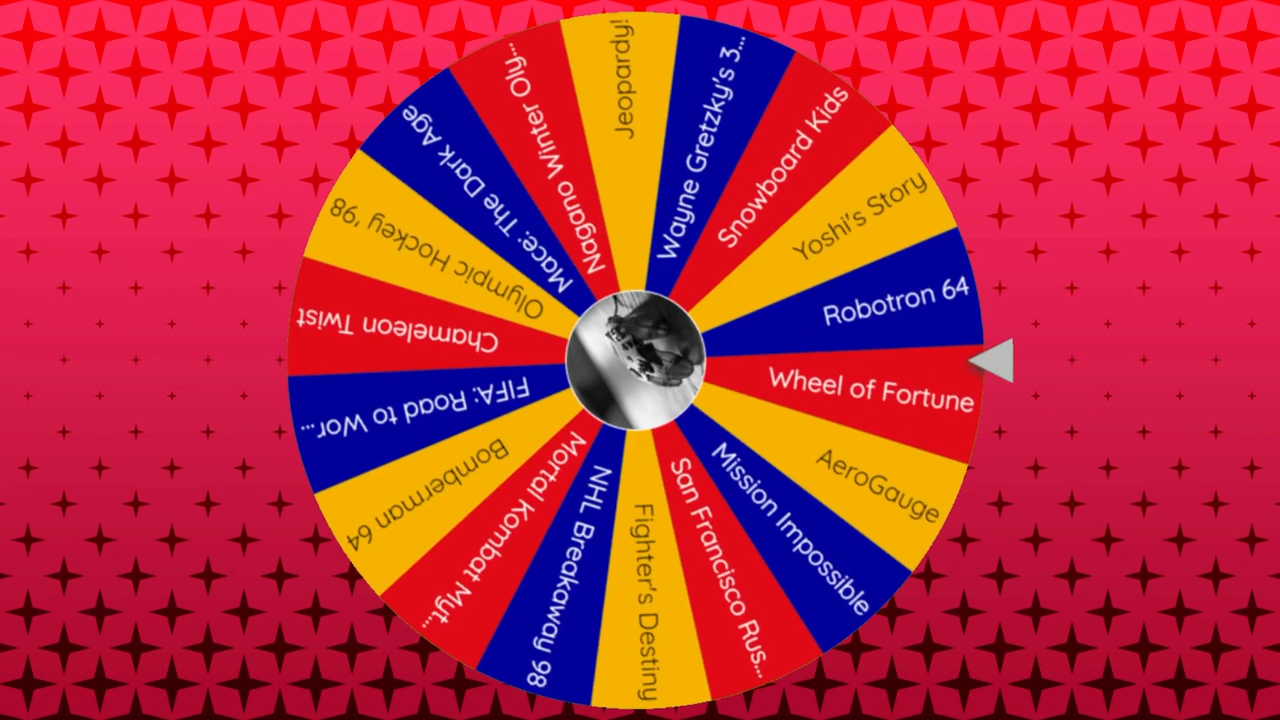 Jeopardy!
Wayne Gretzky's 3...
Snowboard Kids
Yoshi's Story
Robotron 64
Wheel of Fortune
AeroGauge
Mission Impossible
San Francisco Rus...
Fighter's Destiny
NHL Breakaway 98
Mortal Kombat Myt...
Bomberman 64
FIFA: Road to Wor...
Chameleon Twist
Olympic Hockey '98
Mace: The Dark Age
Nagano Winter Oly...